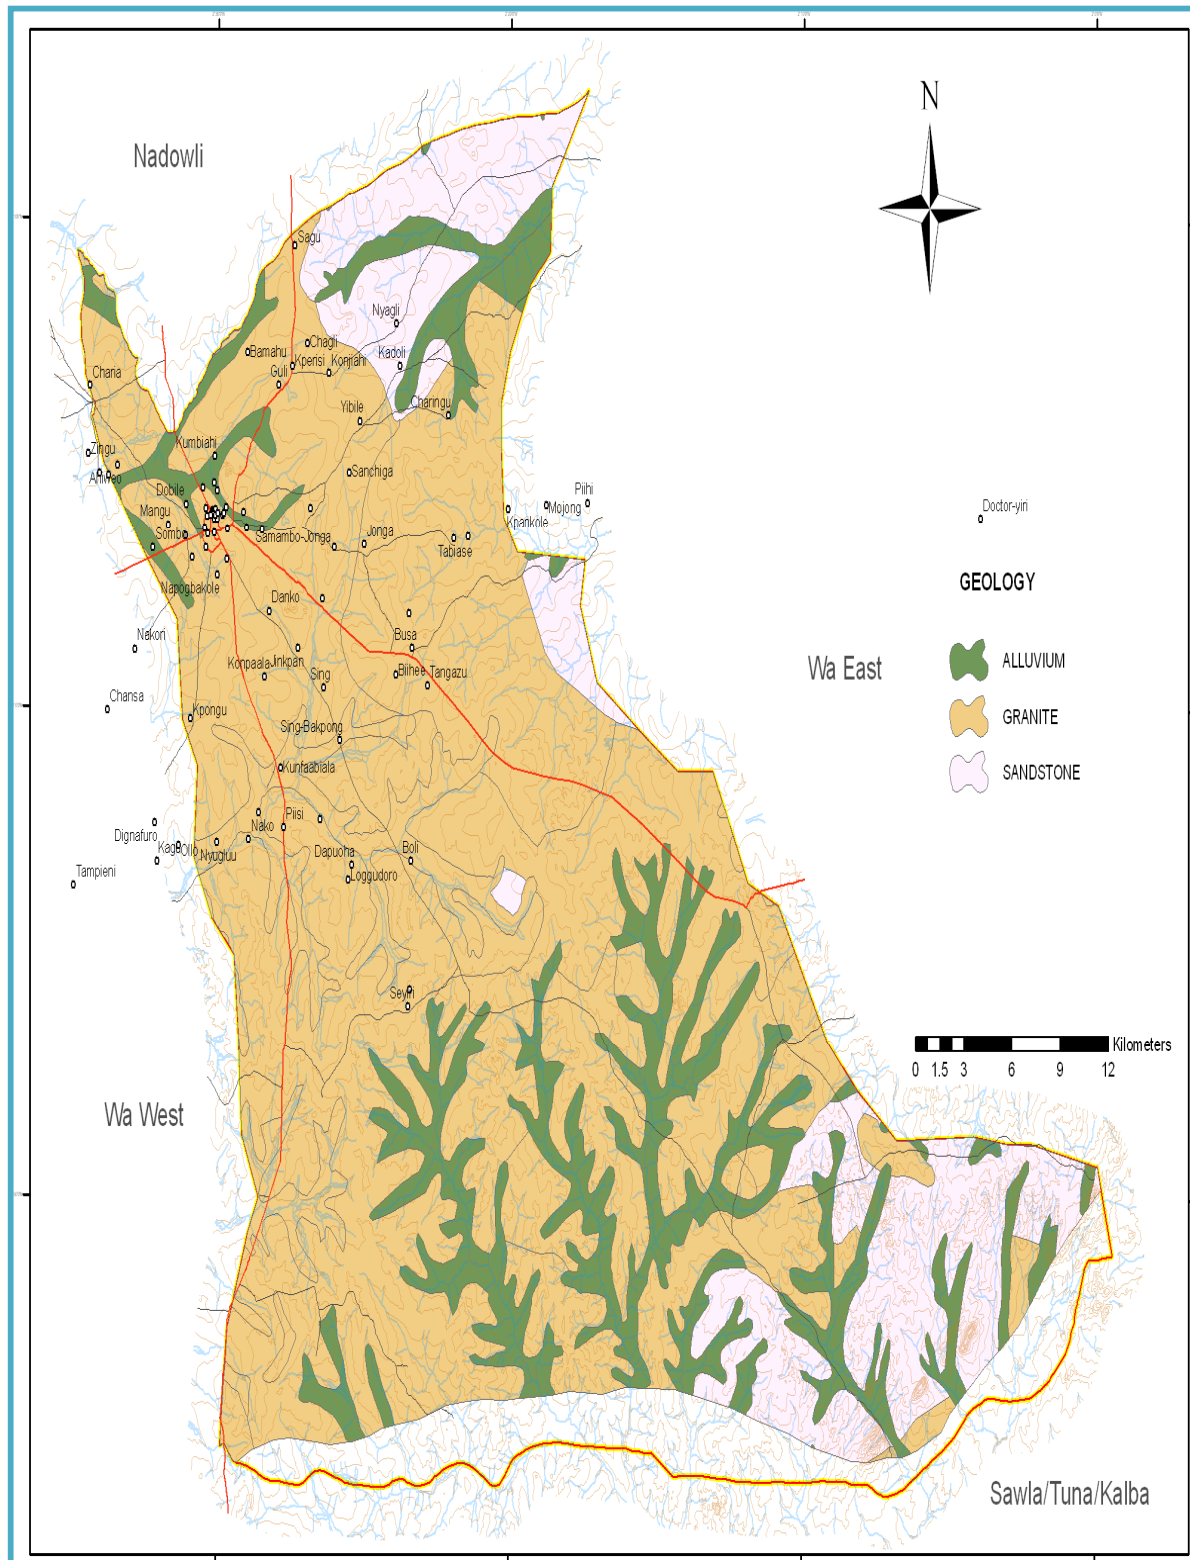 N
Nadowli
Sagu
Nyagli
Chagli
Bamahu
Kperisi
Konjiahi
Kadoli
Guli
Charia
Charingu
Yibile
Kumbiahi
Zingu
Sanchiga
Dobile
Piihi
Mojong
Kpankole
Doctor-yiri
Mangu
Sombo
Samambo-Jonga
Jonga
Tabiase
GEOLOGY
Napogbakole
Danko
Nakori
Busa
ALLUVIUM
Wa East
Konpaala
Jinkpan
Sing
Biihee
Tangazu
Chansa
Kpongu
GRANITE
Sing-Bakpong
Kunfaabiala
SANDSTONE
Dignafuro
Nako
Piisi
Nyugluu
Dapuoha
Boli
Tampieni
Loggudoro
Seyiri
Kilometers
0 1.5 3 6 9 12
Wa West
Sawla/Tuna/Kalba